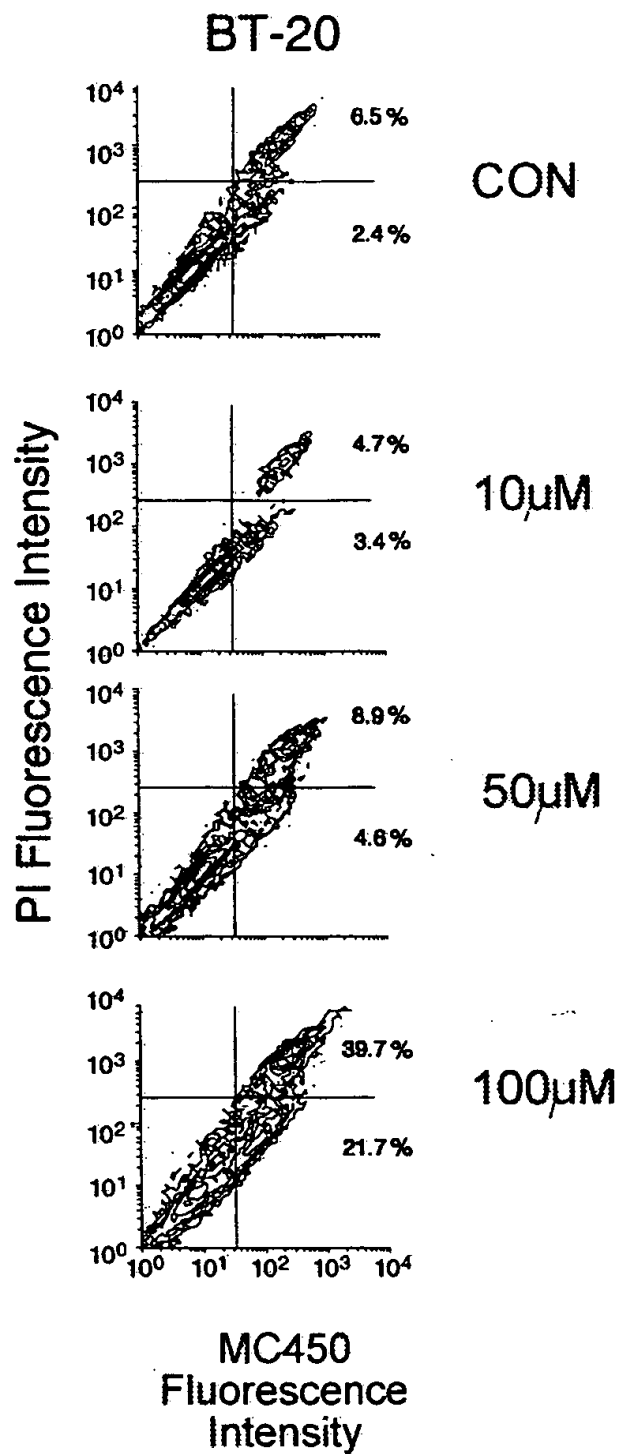 BT-20
10⁴
10³
10²
10¹
10⁰
6.5%
2.4%
CON
10⁴
10³
10²
10¹
10⁰
4.7%
3.4%
10µM
PI Fluorescence Intensity
10⁴
10³
10²
10¹
10⁰
8.9%
4.6%
50µM
10⁴
10³
10²
10¹
10⁰
39.7%
21.7%
100µM
10⁰ 10¹ 10² 10³ 10⁴
MC450
Fluorescence
Intensity